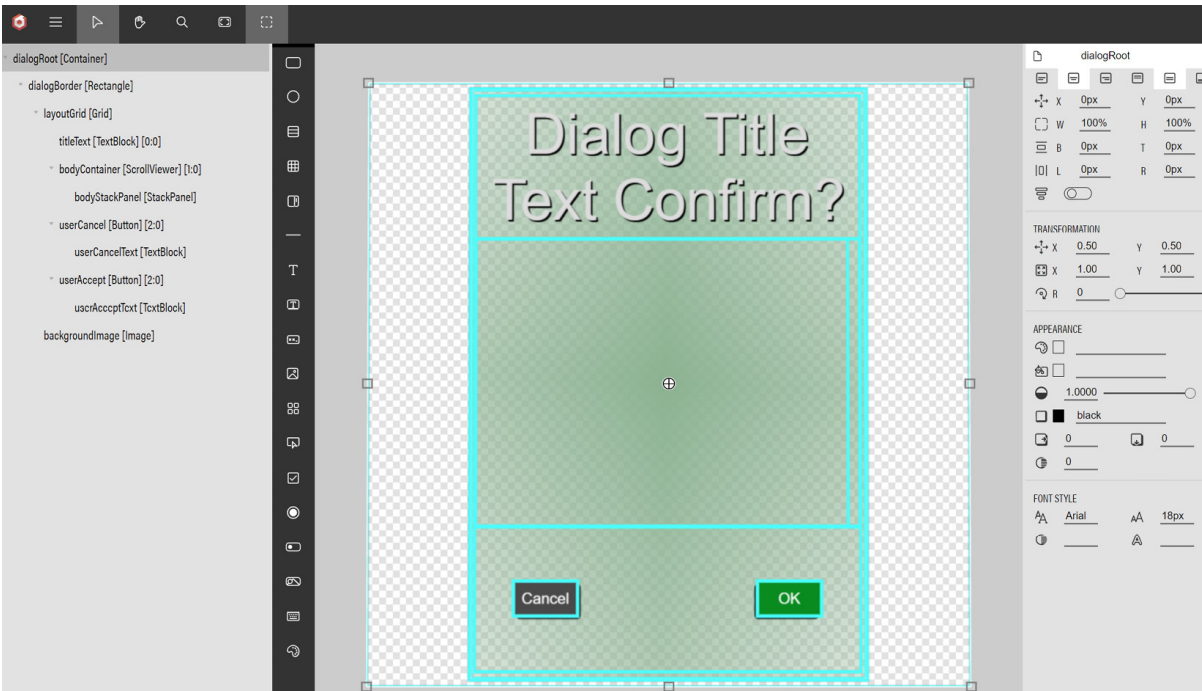 dialogRoot [Container]
dialogBorder [Rectangle]
layoutGrid [Grid]
titleText [TextBlock] [0:0]
bodyContainer [ScrollViewer] [1:0]
bodyStackPanel [StackPanel]
userCancel [Button] [2:0]
userCancelText [TextBlock]
userAccept [Button] [2:0]
userAcceptText [TextBlock]
backgroundImage [Image]
Dialog Title
Text Confirm?
Cancel
OK
dialogRoot
X 0px Y 0px
W 100% H 100%
B 0px T 0px
L 0px R 0px
TRANSFORMATION
X 0.50 Y 0.50
X 1.00 Y 1.00
R 0
APPEARANCE
1.0000
black
0 0
0
FONT STYLE
Arial 18px